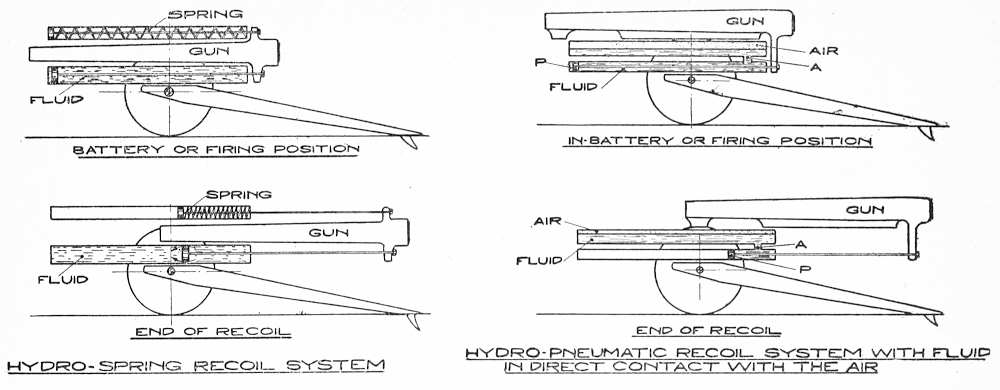 SPRING
GUN
FLUID
BATTERY OR FIRING POSITION
GUN
AIR
P
A
FLUID
IN-BATTERY OR FIRING POSITION
SPRING
GUN
FLUID
END OF RECOIL
HYDRO-SPRING RECOIL SYSTEM
GUN
AIR
A
FLUID
P
END OF RECOIL
HYDRO-PNEUMATIC RECOIL SYSTEM WITH FLUID
IN DIRECT CONTACT WITH THE AIR